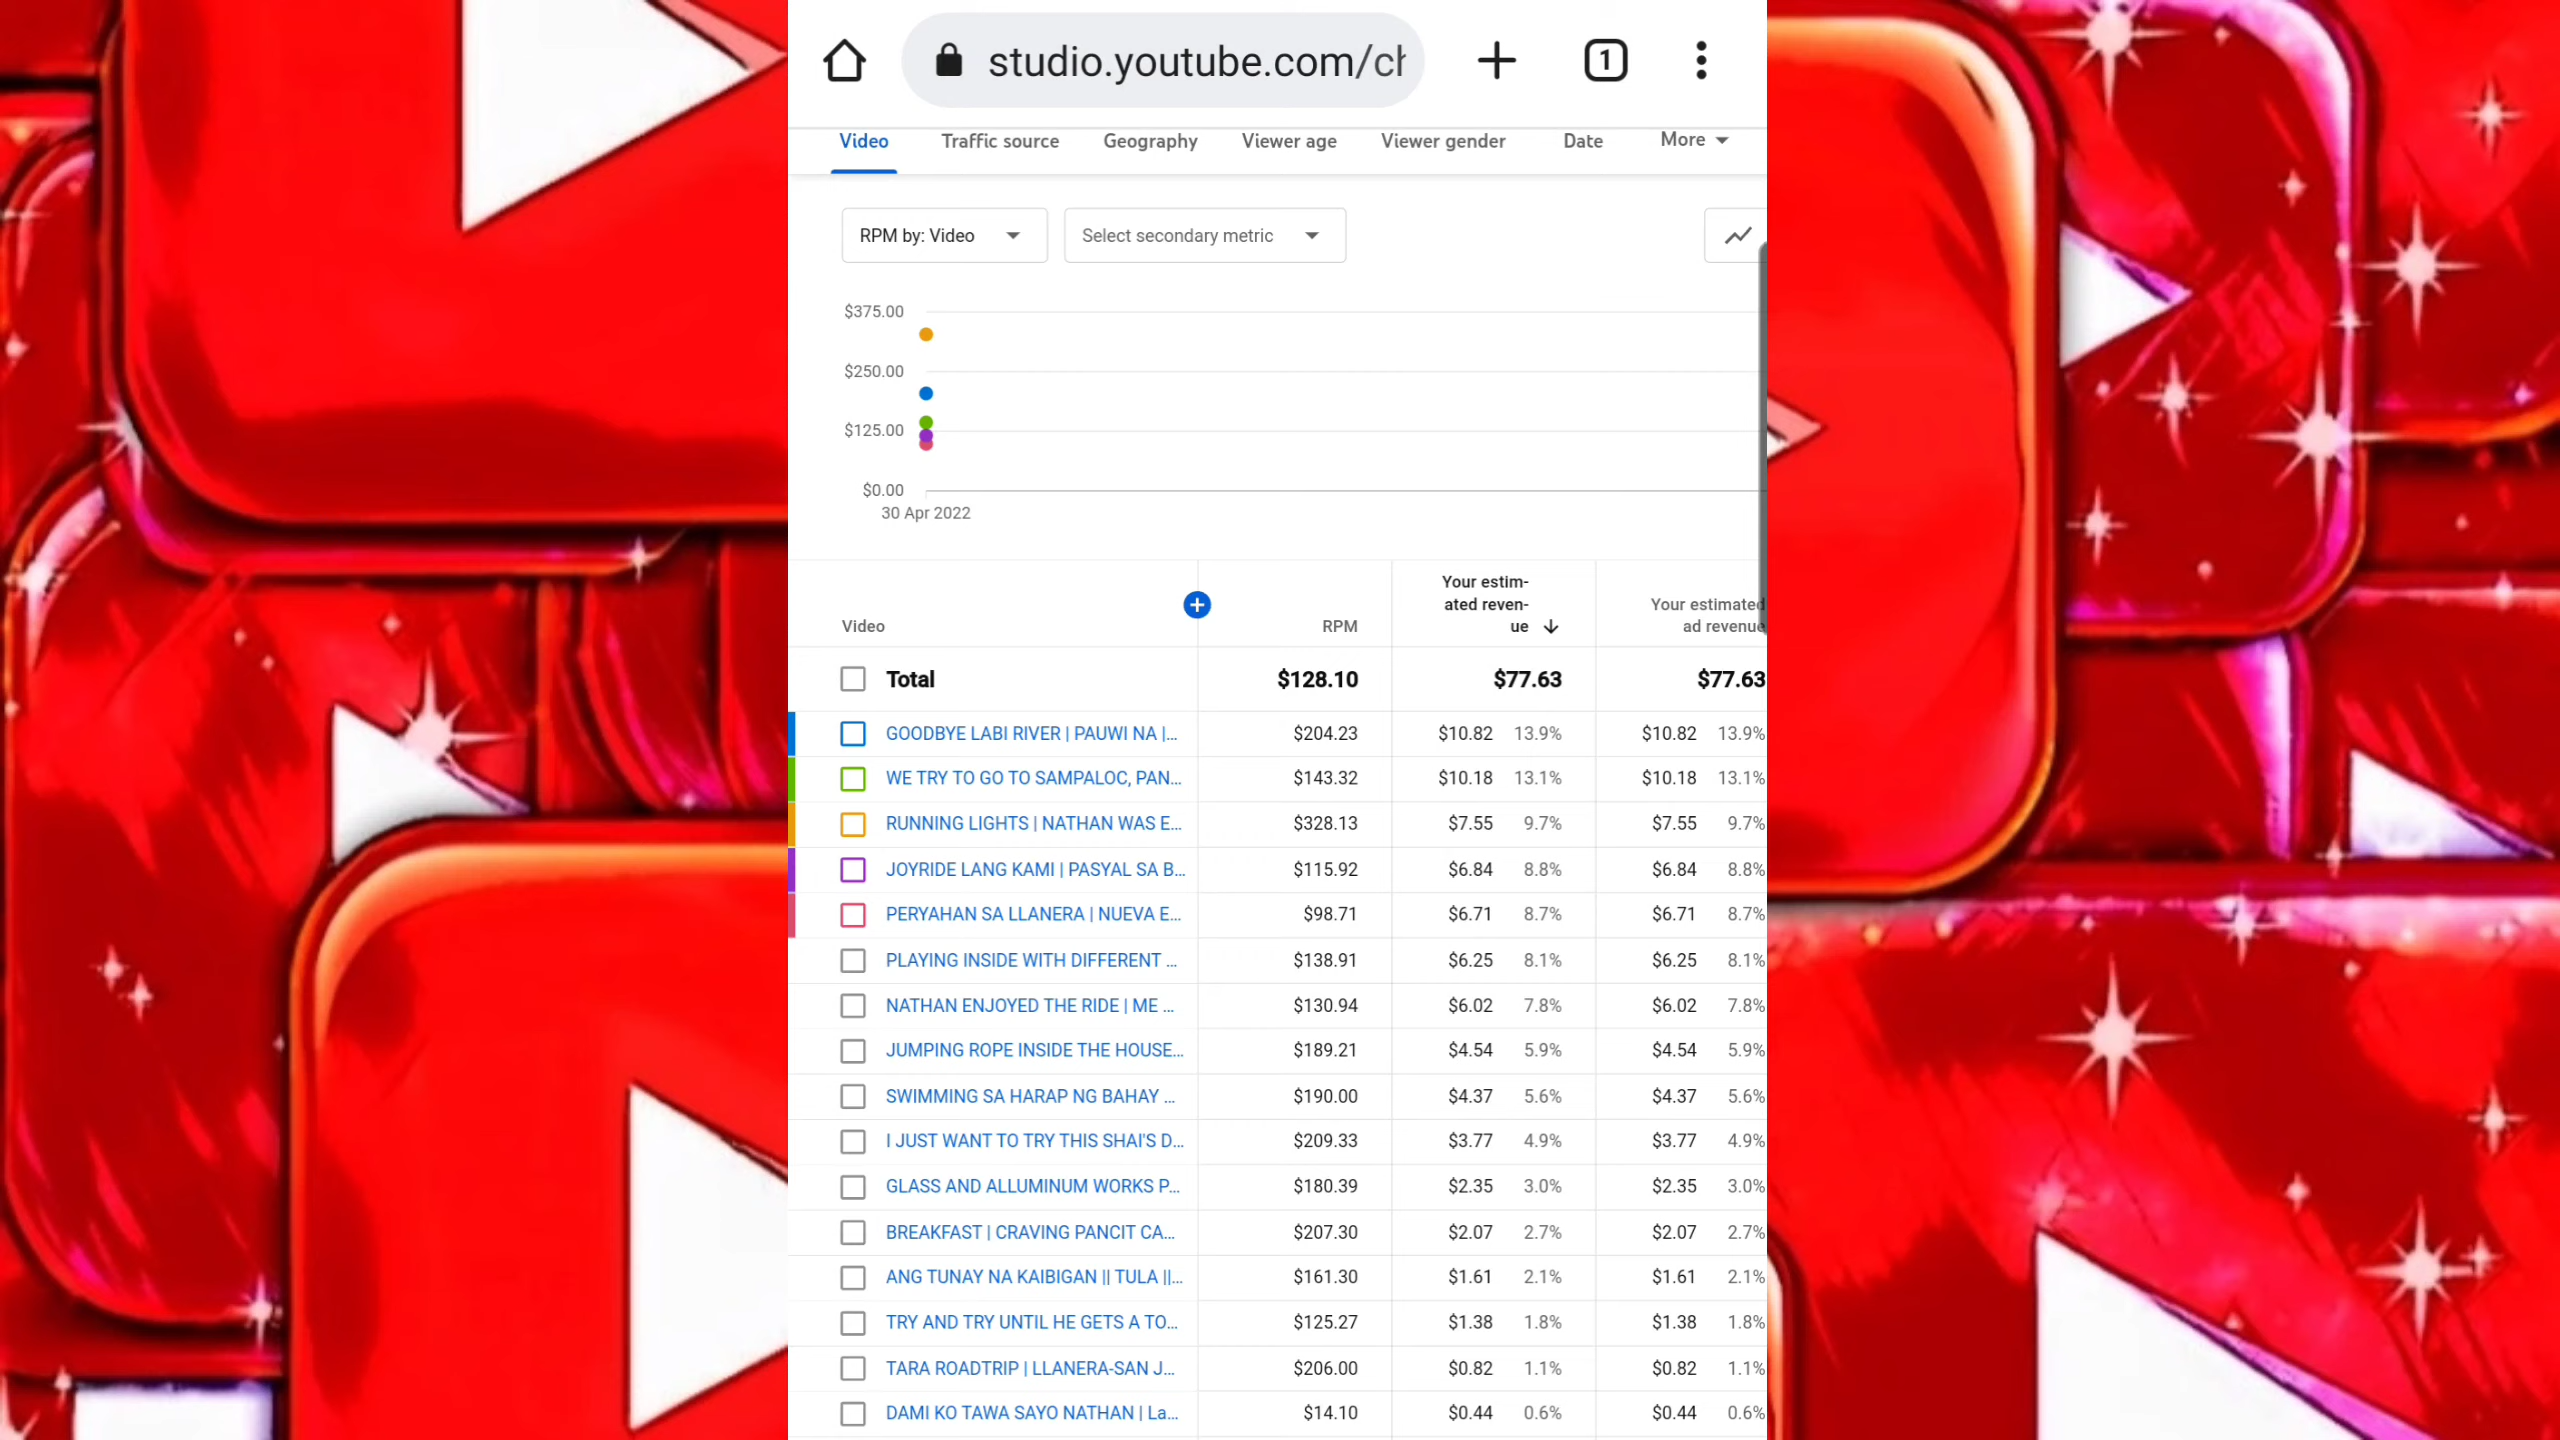 studio.youtube.com/ch
1
Video Traffic source Geography Viewer age Viewer gender Date More
RPM by: Video Select secondary metric
$375.00
$250.00
$125.00
$0.00
30 Apr 2022
Video RPM Your estim-
ated reven-
ue Your estimated
ad revenue
Total $128.10 $77.63 $77.63
GOODBYE LABI RIVER | PAUWI NA |... $204.23 $10.82 13.9% $10.82 13.9%
WE TRY TO GO TO SAMPALOC, PAN... $143.32 $10.18 13.1% $10.18 13.1%
RUNNING LIGHTS | NATHAN WAS E... $328.13 $7.55 9.7% $7.55 9.7%
JOYRIDE LANG KAMI | PASYAL SA B... $115.92 $6.84 8.8% $6.84 8.8%
PERYAHAN SA LLANERA | NUEVA E... $98.71 $6.71 8.7% $6.71 8.7%
PLAYING INSIDE WITH DIFFERENT ... $138.91 $6.25 8.1% $6.25 8.1%
NATHAN ENJOYED THE RIDE | ME ... $130.94 $6.02 7.8% $6.02 7.8%
JUMPING ROPE INSIDE THE HOUSE... $189.21 $4.54 5.9% $4.54 5.9%
SWIMMING SA HARAP NG BAHAY ... $190.00 $4.37 5.6% $4.37 5.6%
I JUST WANT TO TRY THIS SHAI'S D... $209.33 $3.77 4.9% $3.77 4.9%
GLASS AND ALLUMINUM WORKS P... $180.39 $2.35 3.0% $2.35 3.0%
BREAKFAST | CRAVING PANCIT CA... $207.30 $2.07 2.7% $2.07 2.7%
ANG TUNAY NA KAIBIGAN || TULA ||... $161.30 $1.61 2.1% $1.61 2.1%
TRY AND TRY UNTIL HE GETS A TO... $125.27 $1.38 1.8% $1.38 1.8%
TARA ROADTRIP | LLANERA-SAN J... $206.00 $0.82 1.1% $0.82 1.1%
DAMI KO TAWA SAYO NATHAN | La... $14.10 $0.44 0.6% $0.44 0.6%